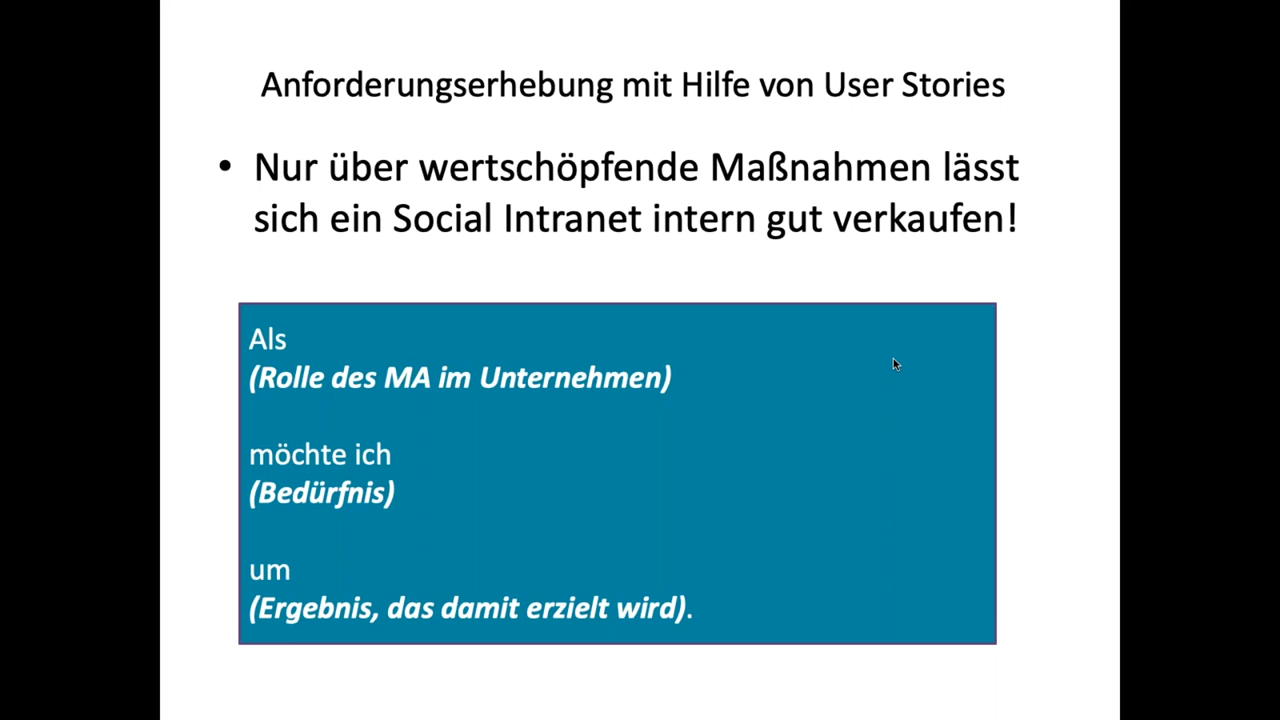 Anforderungserhebung mit Hilfe von User Stories
• Nur über wertschöpfende Maßnahmen lässt
sich ein Social Intranet intern gut verkaufen!
Als
(Rolle des MA im Unternehmen)
möchte ich
(Bedürfnis)
um
(Ergebnis, das damit erzielt wird).